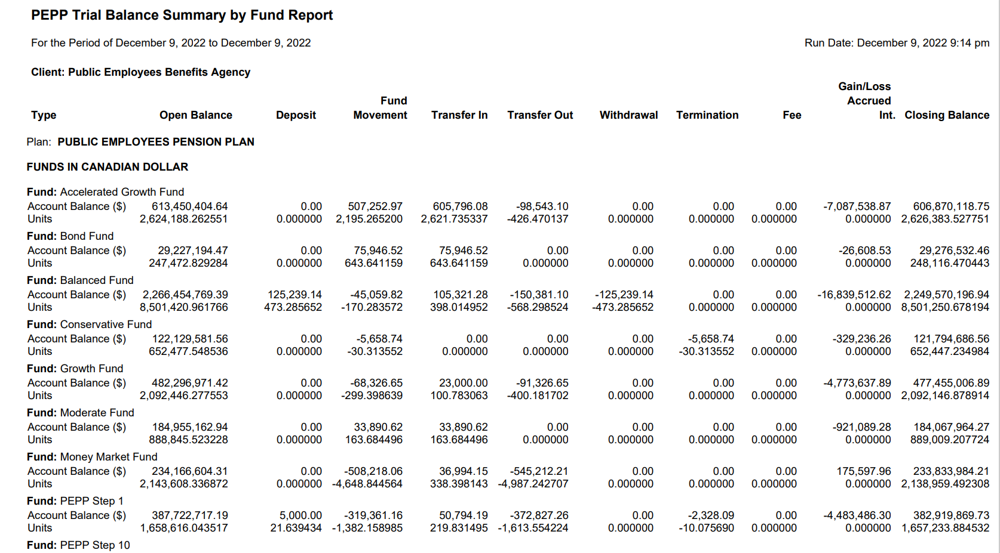 PEPP Trial Balance Summary by Fund Report
For the Period of December 9, 2022 to December 9, 2022 Run Date: December 9, 2022 9:14 pm
Client: Public Employees Benefits Agency
Gain/Loss
Fund Accrued
Type Open Balance Deposit Movement Transfer In Transfer Out Withdrawal Termination Fee Int. Closing Balance
Plan: PUBLIC EMPLOYEES PENSION PLAN
FUNDS IN CANADIAN DOLLAR
Fund: Accelerated Growth Fund
Account Balance ($) 613,450,404.64 0.00 507,252.97 605,796.08 -98,543.10 0.00 0.00 0.00 -7,087,538.87 606,870,118.75
Units 2,624,188.262551 0.000000 2,195.265200 2,621.735337 -426.470137 0.000000 0.000000 0.000000 0.000000 2,626,383.527751
Fund: Bond Fund
Account Balance ($) 29,227,194.47 0.00 75,946.52 75,946.52 0.00 0.00 0.00 0.00 -26,608.53 29,276,532.46
Units 247,472.829284 0.000000 643.641159 643.641159 0.000000 0.000000 0.000000 0.000000 0.000000 248,116.470443
Fund: Balanced Fund
Account Balance ($) 2,266,454,769.39 125,239.14 -45,059.82 105,321.28 -150,381.10 -125,239.14 0.00 0.00 -16,839,512.62 2,249,570,196.94
Units 8,501,420.961766 473.285652 -170.283572 398.014952 -568.298524 -473.285652 0.000000 0.000000 0.000000 8,501,250.678194
Fund: Conservative Fund
Account Balance ($) 122,129,581.56 0.00 -5,658.74 0.00 0.00 0.00 -5,658.74 0.00 -329,236.26 121,794,686.56
Units 652,477.548536 0.000000 -30.313552 0.000000 0.000000 0.000000 -30.313552 0.000000 0.000000 652,447.234984
Fund: Growth Fund
Account Balance ($) 482,296,971.42 0.00 -68,326.65 23,000.00 -91,326.65 0.00 0.00 0.00 -4,773,637.89 477,455,006.89
Units 2,092,446.277553 0.000000 -299.398639 100.783063 -400.181702 0.000000 0.000000 0.000000 0.000000 2,092,146.878914
Fund: Moderate Fund
Account Balance ($) 184,955,162.94 0.00 33,890.62 33,890.62 0.00 0.00 0.00 0.00 -921,089.28 184,067,964.27
Units 888,845.523228 0.000000 163.684496 163.684496 0.000000 0.000000 0.000000 0.000000 0.000000 889,009.207724
Fund: Money Market Fund
Account Balance ($) 234,166,604.31 0.00 -508,218.06 36,994.15 -545,212.21 0.00 0.00 0.00 175,597.96 233,833,984.21
Units 2,143,608.336872 0.000000 -4,648.844564 338.398143 -4,987.242707 0.000000 0.000000 0.000000 0.000000 2,138,959.492308
Fund: PEPP Step 1
Account Balance ($) 387,722,717.19 5,000.00 -319,361.16 50,794.19 -372,827.26 0.00 -2,328.09 0.00 -4,483,486.30 382,919,869.73
Units 1,658,616.043517 21.639434 -1,382.158985 219.831495 -1,613.554224 0.000000 -10.075690 0.000000 0.000000 1,657,233.884532
Fund: PEPP Step 10